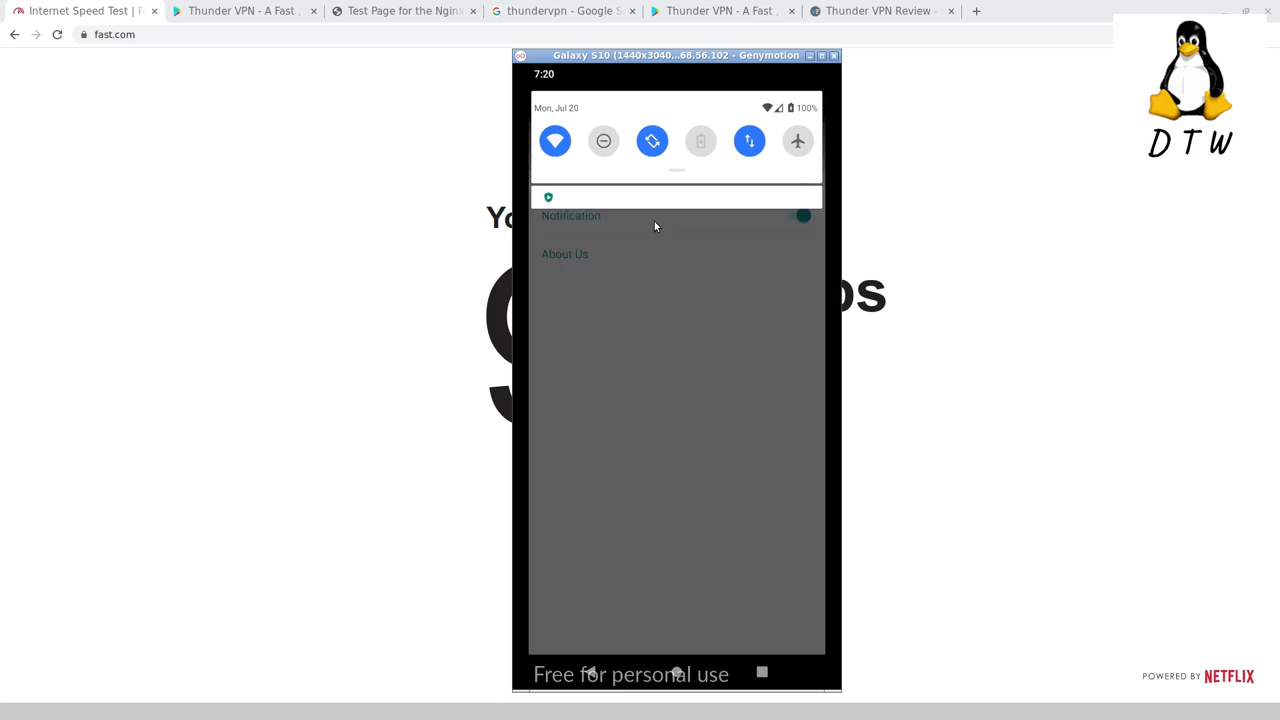 Internet Speed Test | F
Thunder VPN - A Fast ,
Test Page for the Nginx
thundervpn - Google S
Thunder VPN - A Fast ,
Thunder VPN Review -
fast.com
Galaxy S10 (1440x3040...68.56.102 - Genymotion
7:20
Mon, Jul 20
100%
Notification
About Us
Free for personal use
DTW
POWERED BY NETFLIX